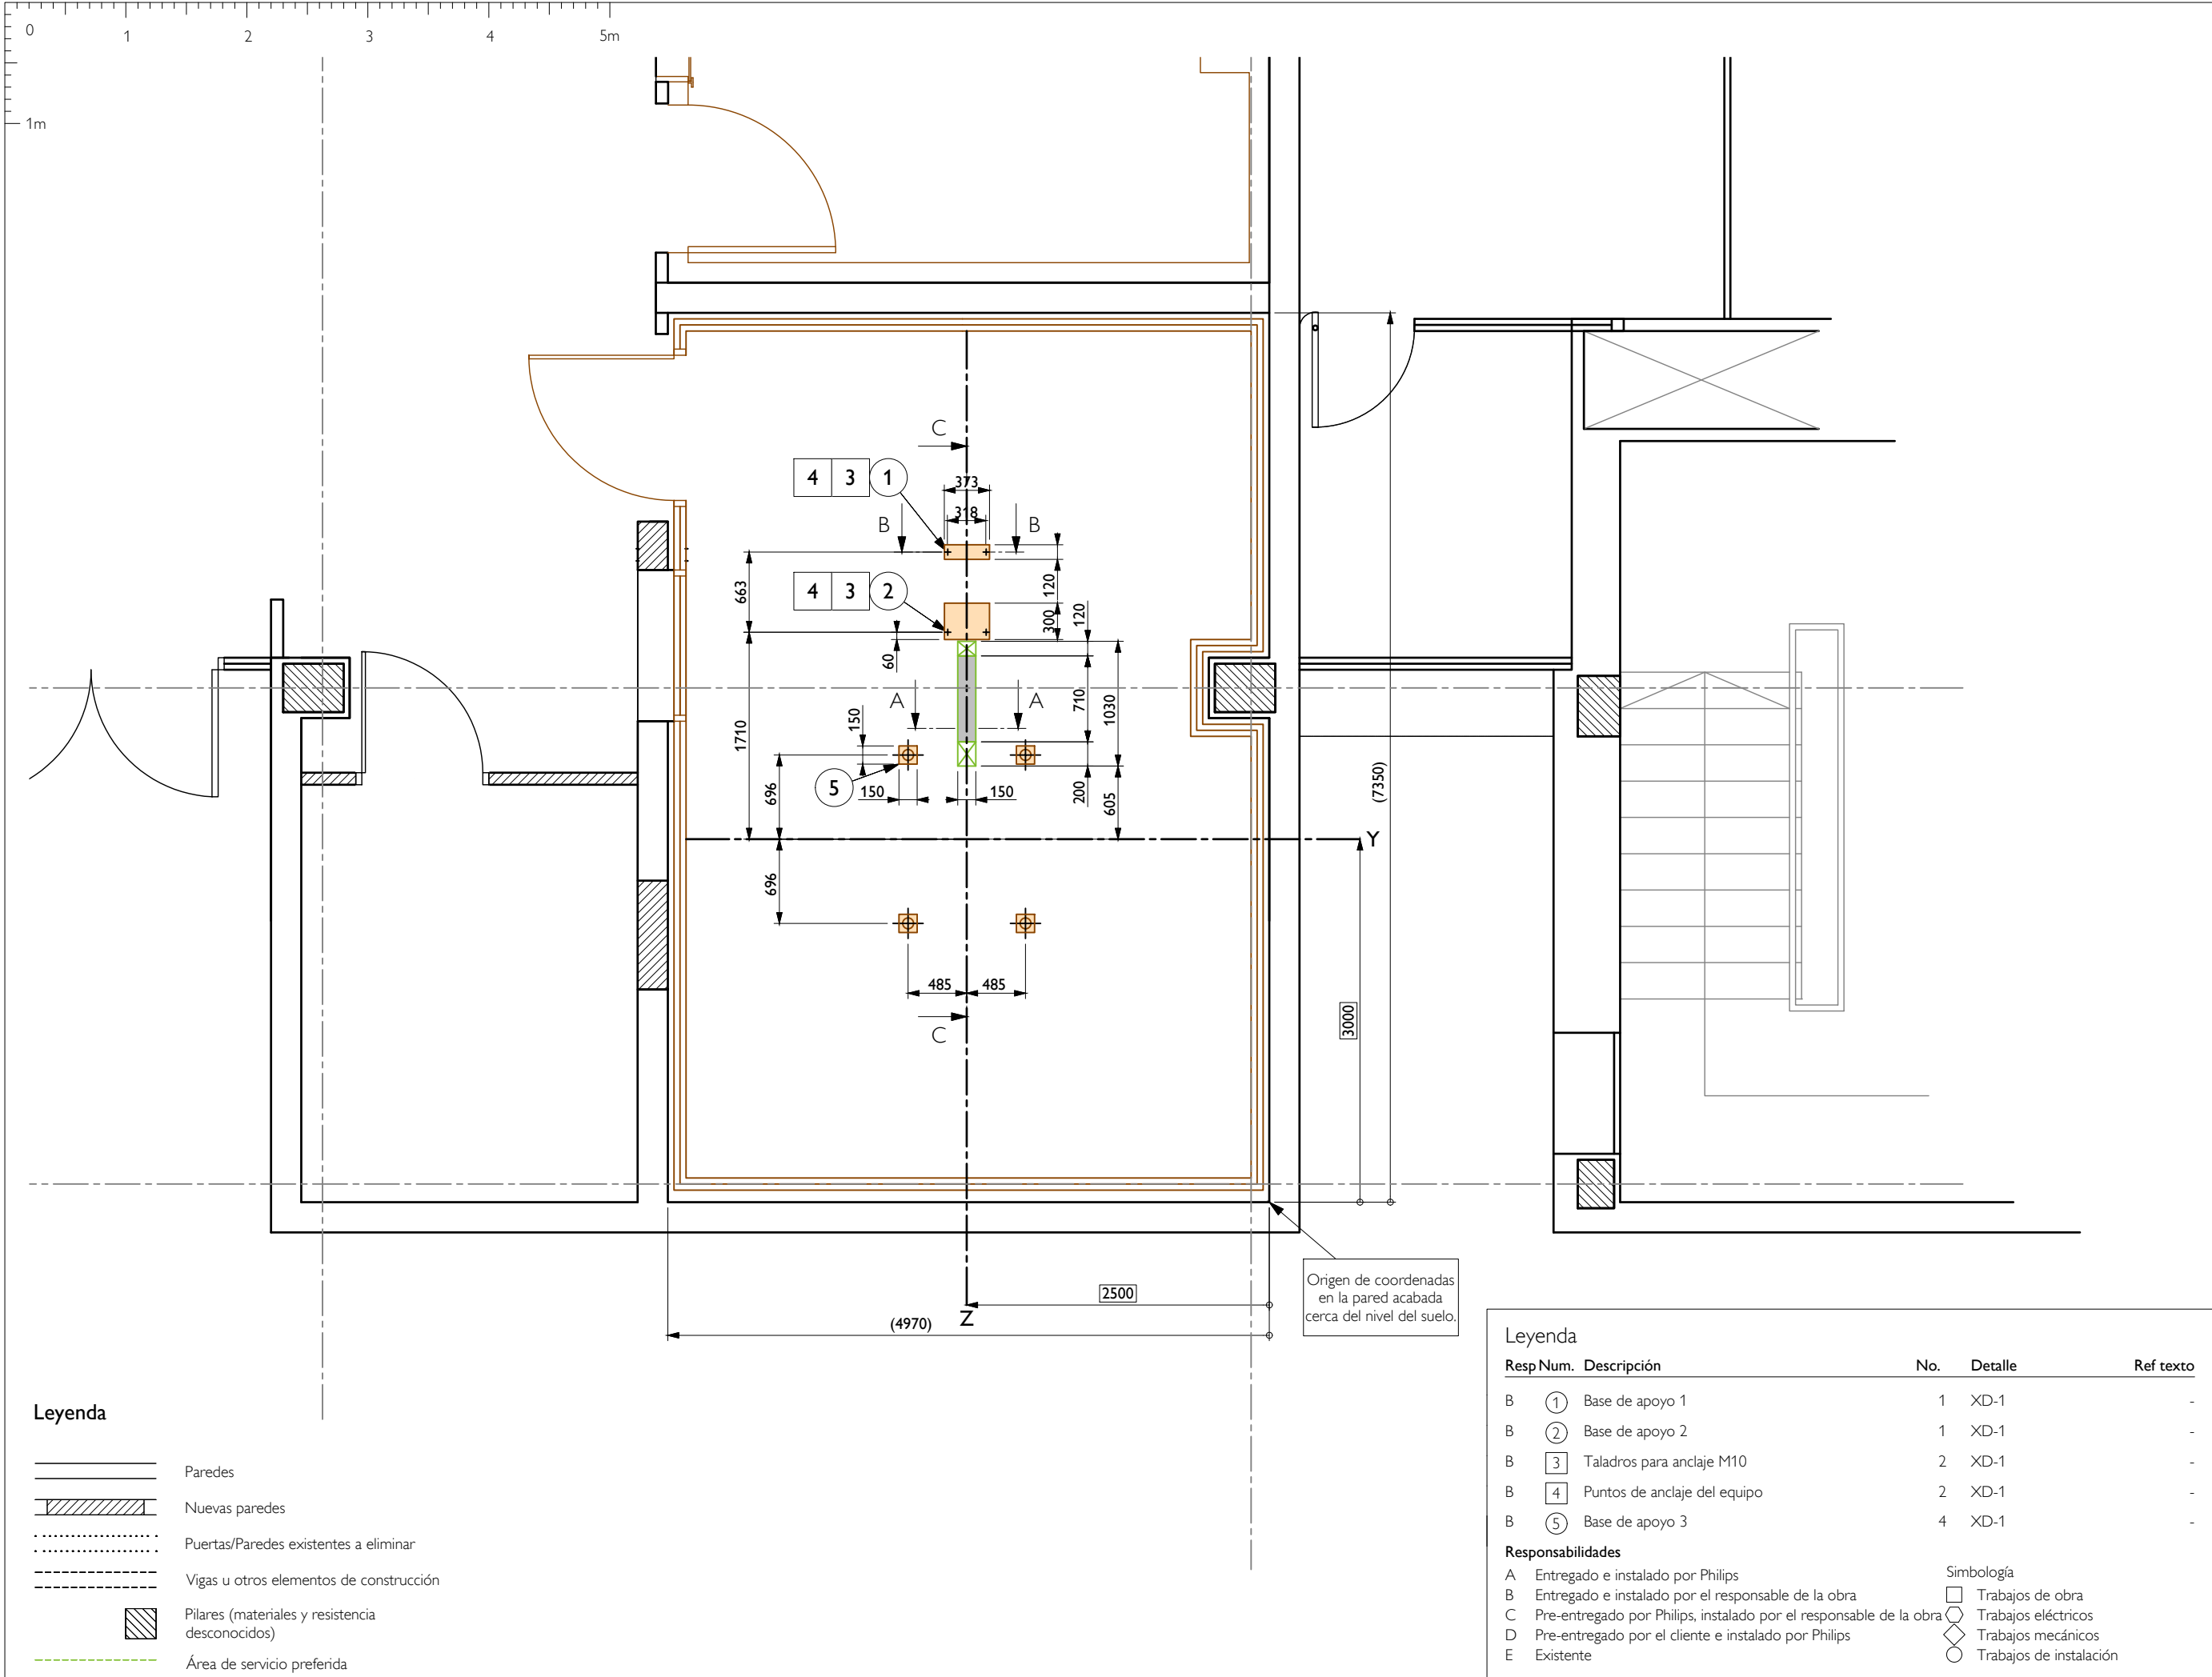 0
1
2
3
4
5m
1m
C
4 3 1
373
318
B
B
4 3 2
663
120
300
120
60
A
A
710
1030
150
1710
5
150
150
200
605
696
(7350)
Y
696
485
485
C
3000
2500
Z
(4970)
Origen de coordenadas
en la pared acabada
cerca del nivel del suelo.
Leyenda
Paredes
Nuevas paredes
Puertas/Paredes existentes a eliminar
Vigas u otros elementos de construcción
Pilares (materiales y resistencia
desconocidos)
Área de servicio preferida
Leyenda
Resp Num. Descripción No. Detalle Ref texto
B 1 Base de apoyo 1 1 XD-1 -
B 2 Base de apoyo 2 1 XD-1 -
B 3 Taladros para anclaje M10 2 XD-1 -
B 4 Puntos de anclaje del equipo 2 XD-1 -
B 5 Base de apoyo 3 4 XD-1 -
Responsabilidades
A Entregado e instalado por Philips
B Entregado e instalado por el responsable de la obra
C Pre-entregado por Philips, instalado por el responsable de la obra
D Pre-entregado por el cliente e instalado por Philips
E Existente
Simbología
Trabajos de obra
Trabajos eléctricos
Trabajos mecánicos
Trabajos de instalación